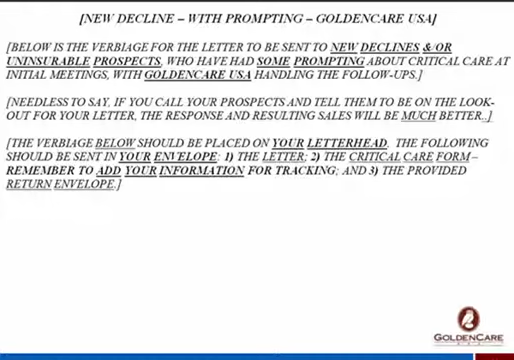 [NEW DECLINE – WITH PROMPTING – GOLDENCARE USA]
[BELOW IS THE VERBIAGE FOR THE LETTER TO BE SENT TO NEW DECLINES &/OR
UNINSURABLE PROSPECTS, WHO HAVE HAD SOME PROMPTING ABOUT CRITICAL CARE AT
INITIAL MEETINGS, WITH GOLDENCARE USA HANDLING THE FOLLOW-UPS.]
[NEEDLESS TO SAY, IF YOU CALL YOUR PROSPECTS AND TELL THEM TO BE ON THE LOOK-
OUT FOR YOUR LETTER, THE RESPONSE AND RESULTING SALES WILL BE MUCH BETTER..]
[THE VERBIAGE BELOW SHOULD BE PLACED ON YOUR LETTERHEAD. THE FOLLOWING
SHOULD BE SENT IN YOUR ENVELOPE: 1) THE LETTER; 2) THE CRITICAL CARE FORM –
REMEMBER TO ADD YOUR INFORMATION FOR TRACKING; AND 3) THE PROVIDED
RETURN ENVELOPE.]
GOLDENCARE